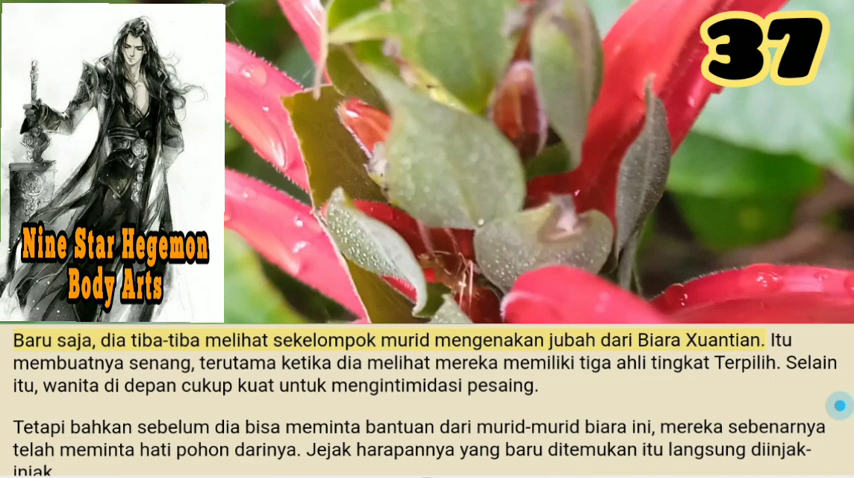 37
Nine Star Hegemon
Body Arts
Baru saja, dia tiba-tiba melihat sekelompok murid mengenakan jubah dari Biara Xuantian. Itu
membuatnya senang, terutama ketika dia melihat mereka memiliki tiga ahli tingkat Terpilih. Selain
itu, wanita di depan cukup kuat untuk mengintimidasi pesaing.
Tetapi bahkan sebelum dia bisa meminta bantuan dari murid-murid biara ini, mereka sebenarnya
telah meminta hati pohon darinya. Jejak harapannya yang baru ditemukan itu langsung diinjak-
injak